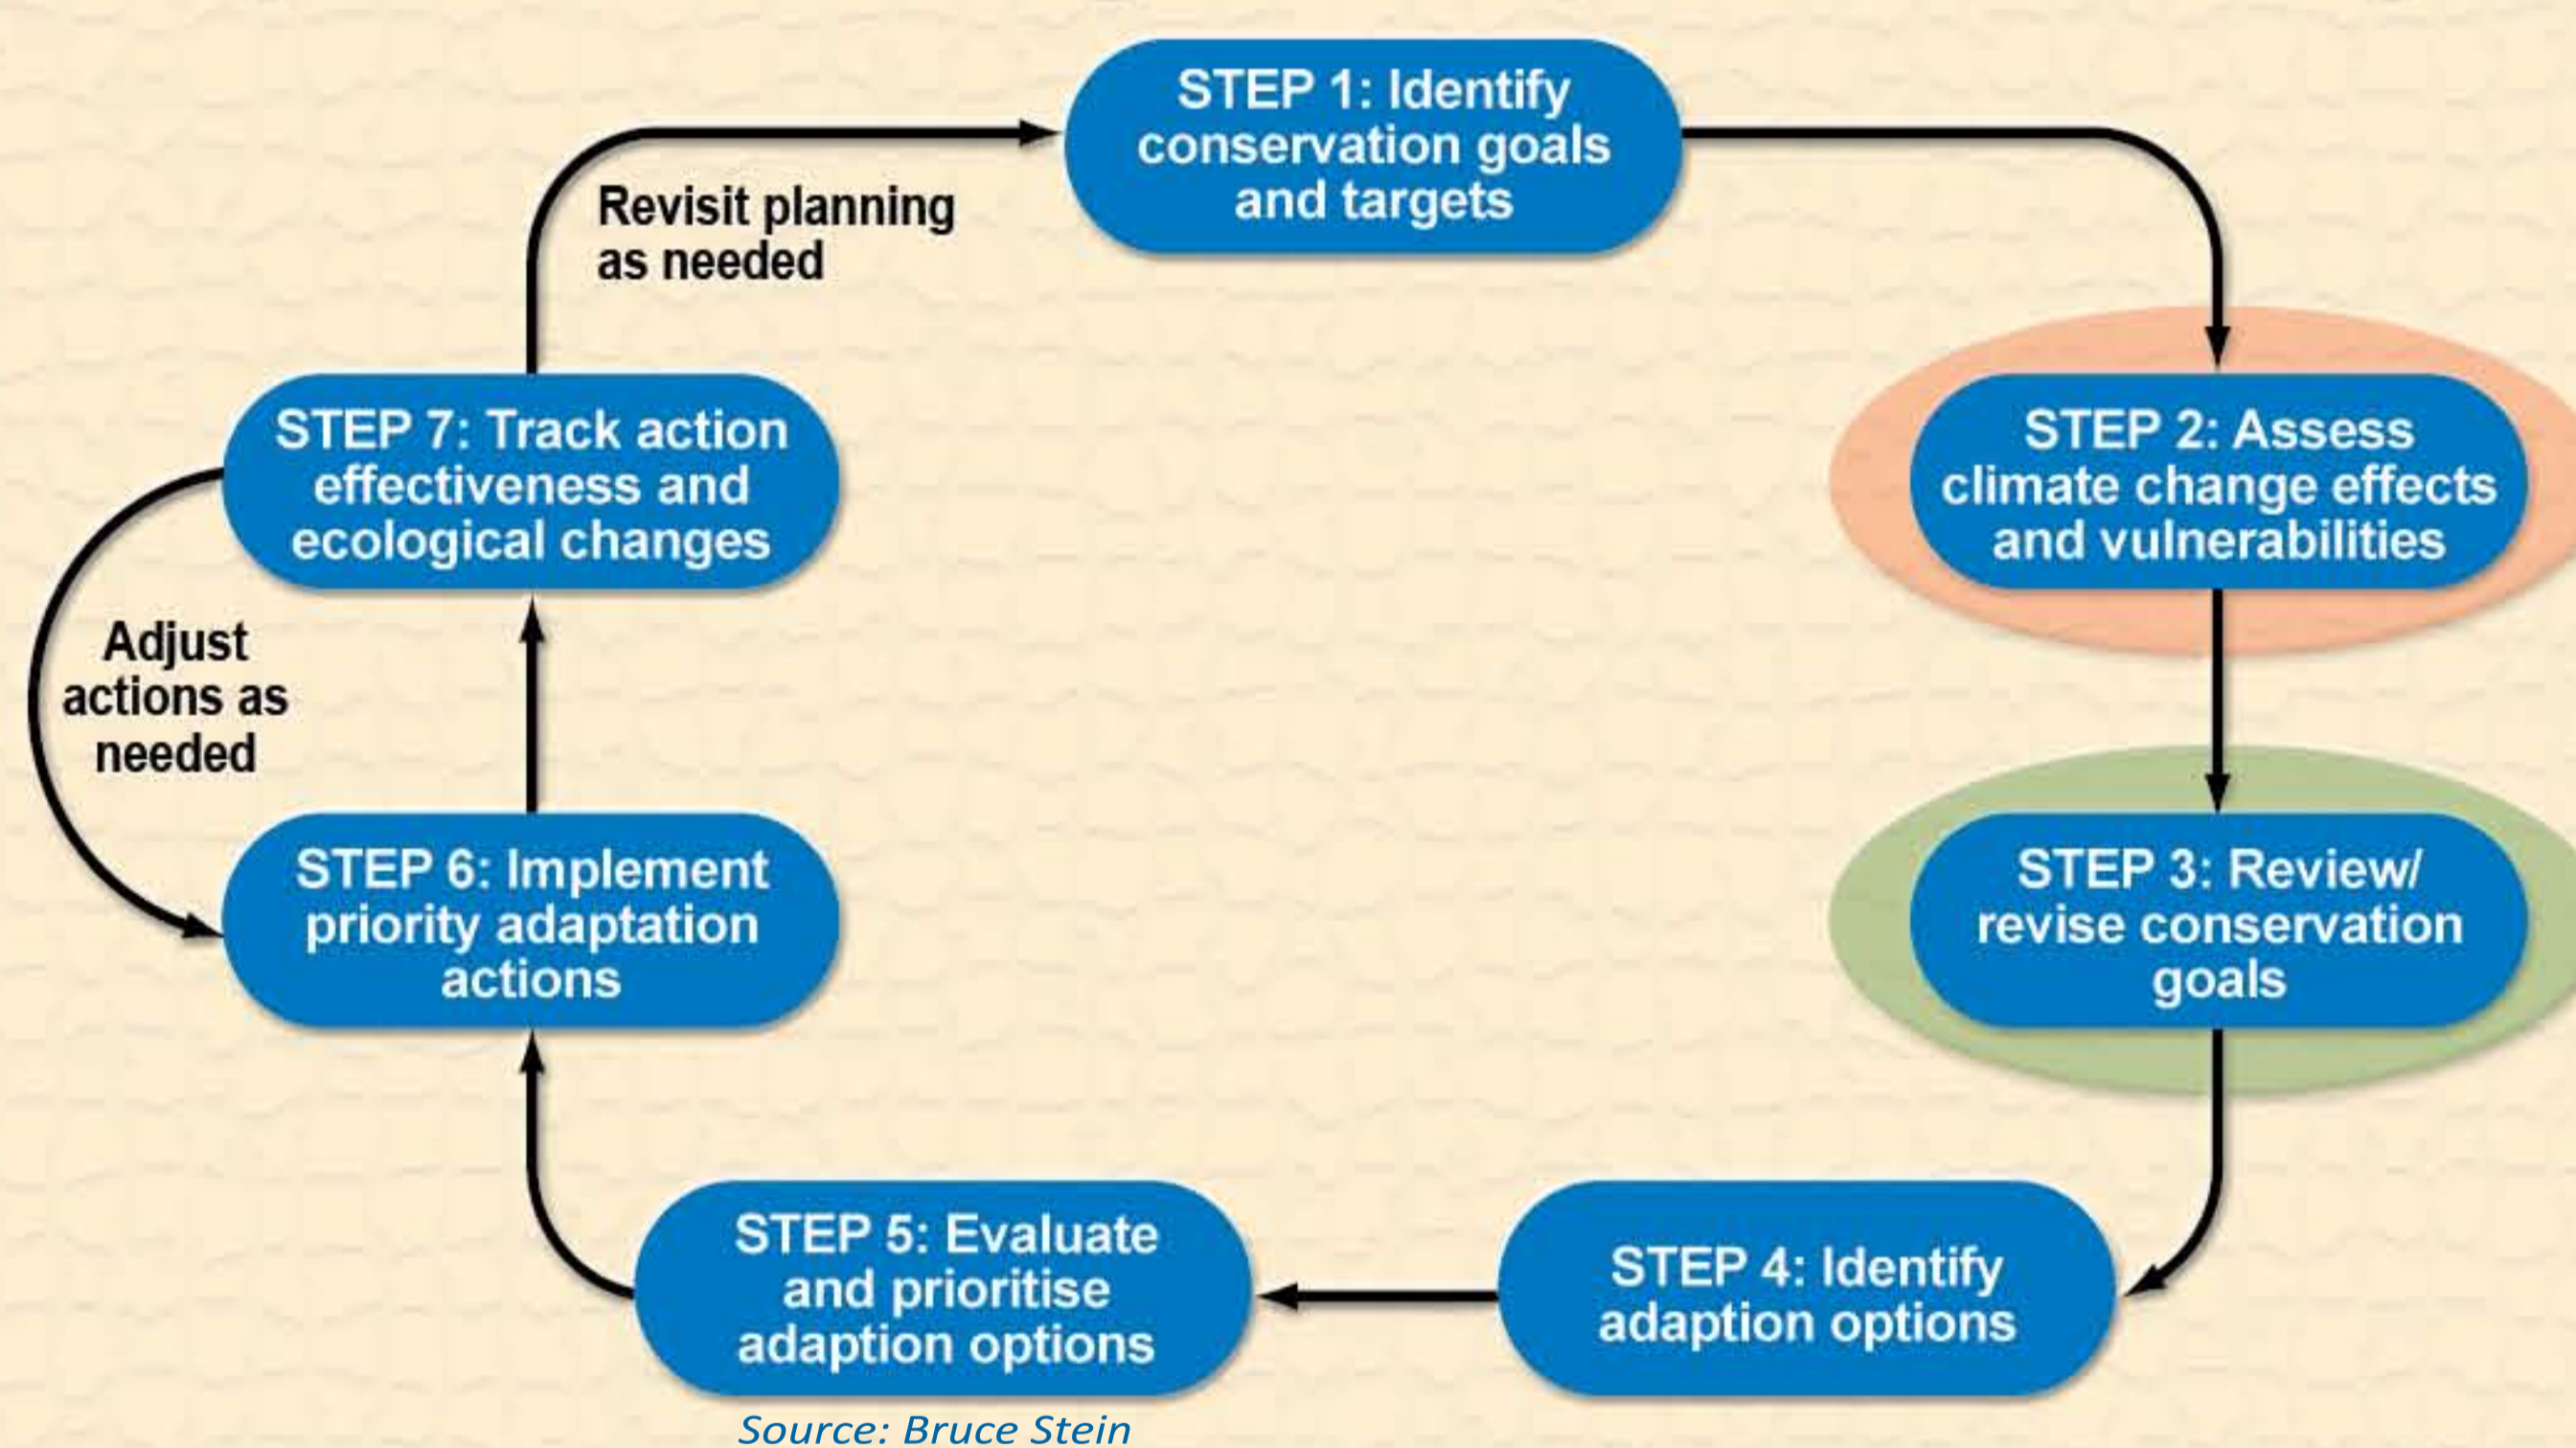 STEP 1: Identify
conservation goals
and targets
Revisit planning
as needed
STEP 2: Assess
climate change effects
and vulnerabilities
STEP 3: Review/
revise conservation
goals
STEP 4: Identify
adaption options
STEP 5: Evaluate
and prioritise
adaption options
STEP 6: Implement
priority adaptation
actions
STEP 7: Track action
effectiveness and
ecological changes
Adjust
actions as
needed
Source: Bruce Stein